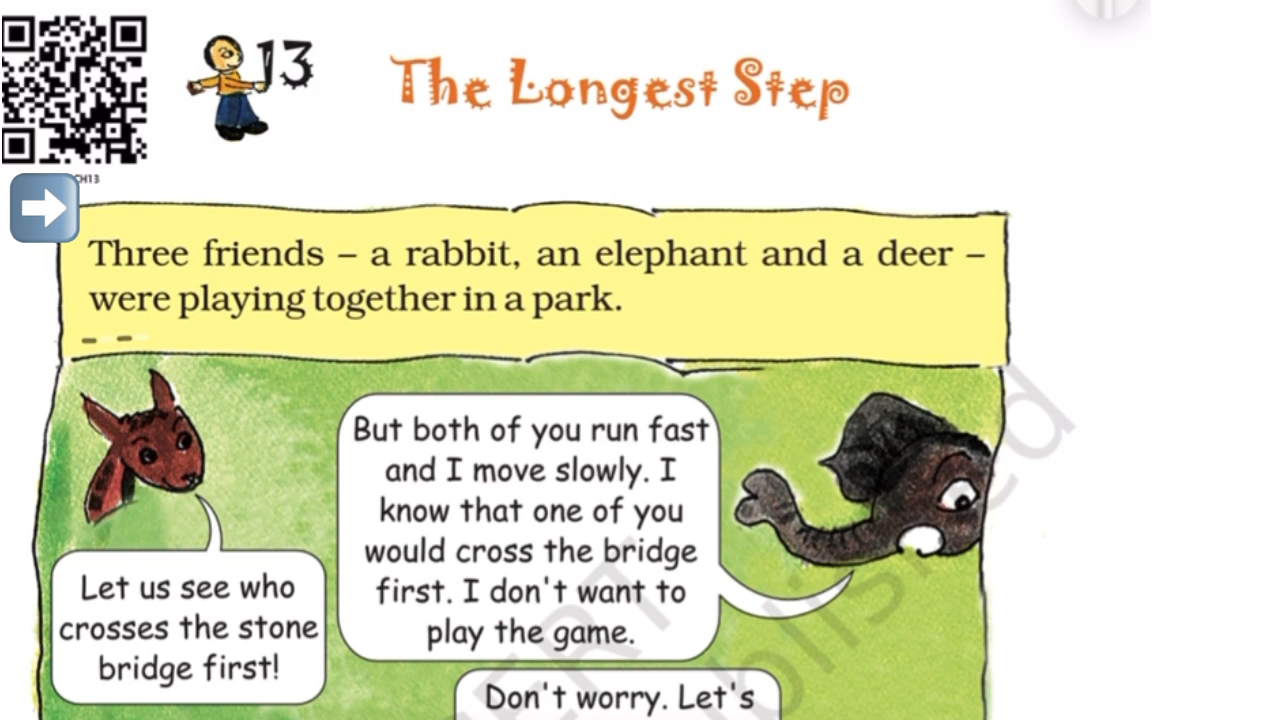 13
The Longest Step
CH13
Three friends – a rabbit, an elephant and a deer –
were playing together in a park.
But both of you run fast
and I move slowly. I
know that one of you
would cross the bridge
first. I don't want to
play the game.
Let us see who
crosses the stone
bridge first!
Don't worry. Let's